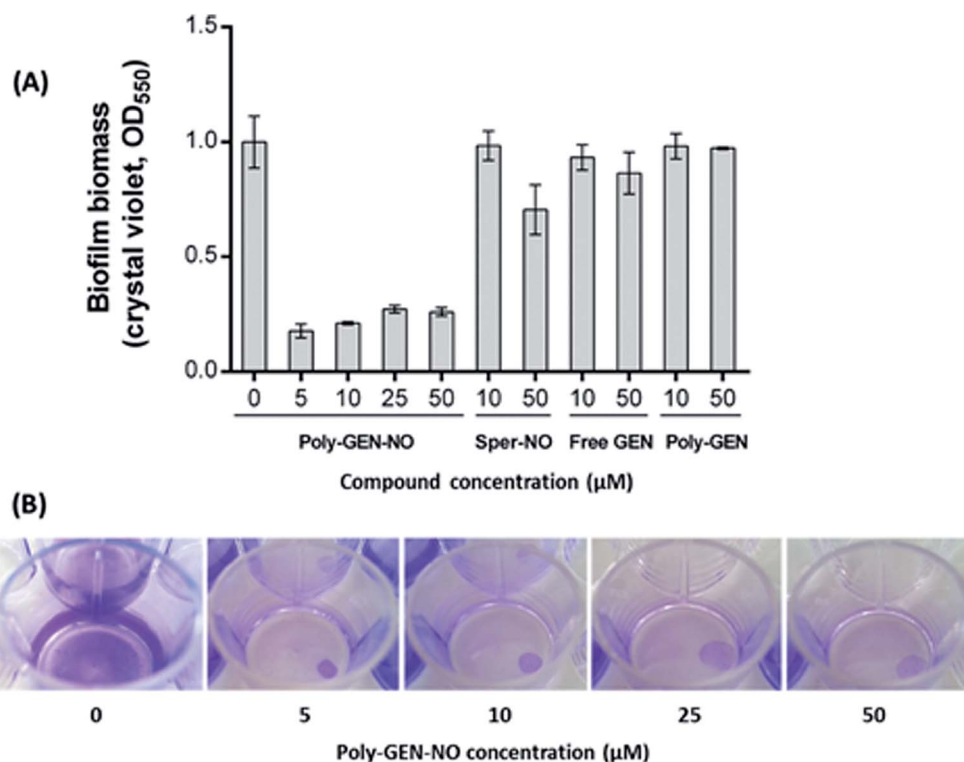 (A)
Biofilm biomass
(crystal violet, OD550)
1.5
1.0
0.5
0.0
0 5 10 25 50 10 50 10 50 10 50
Poly-GEN-NO Sper-NO Free GEN Poly-GEN
Compound concentration (µM)
(B)
0 5 10 25 50
Poly-GEN-NO concentration (µM)